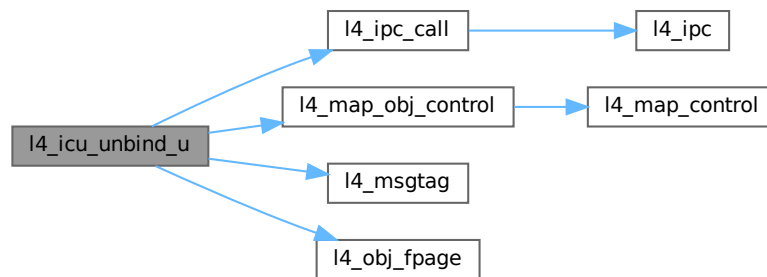 l4_ipc_call
l4_ipc
l4_map_obj_control
l4_map_control
l4_icu_unbind_u
l4_msgtag
l4_obj_fpage